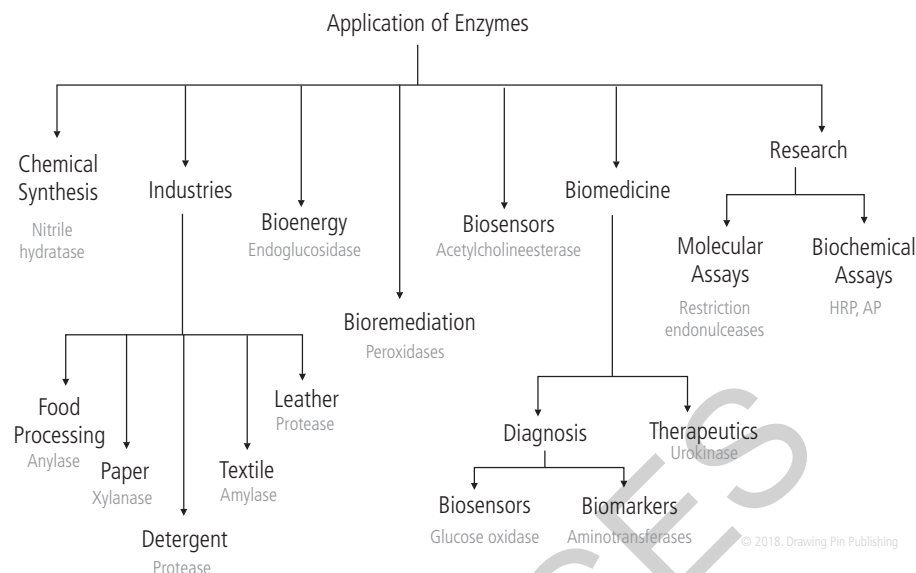 Application of Enzymes
Chemical
Synthesis
Nitrile
hydratase
Industries
Bioenergy
Endoglucosidase
Bioremediation
Peroxidases
Biosensors
Acetylcholineesterase
Biomedicine
Research
Molecular
Assays
Restriction
endonulceases
Biochemical
Assays
HRP, AP
Food
Processing
Anylase
Paper
Xylanase
Detergent
Protease
Textile
Amylase
Leather
Protease
Diagnosis
Therapeutics
Urokinase
Biosensors
Glucose oxidase
Biomarkers
Aminotransferases
© 2018. Drawing Pin Publishing
CES